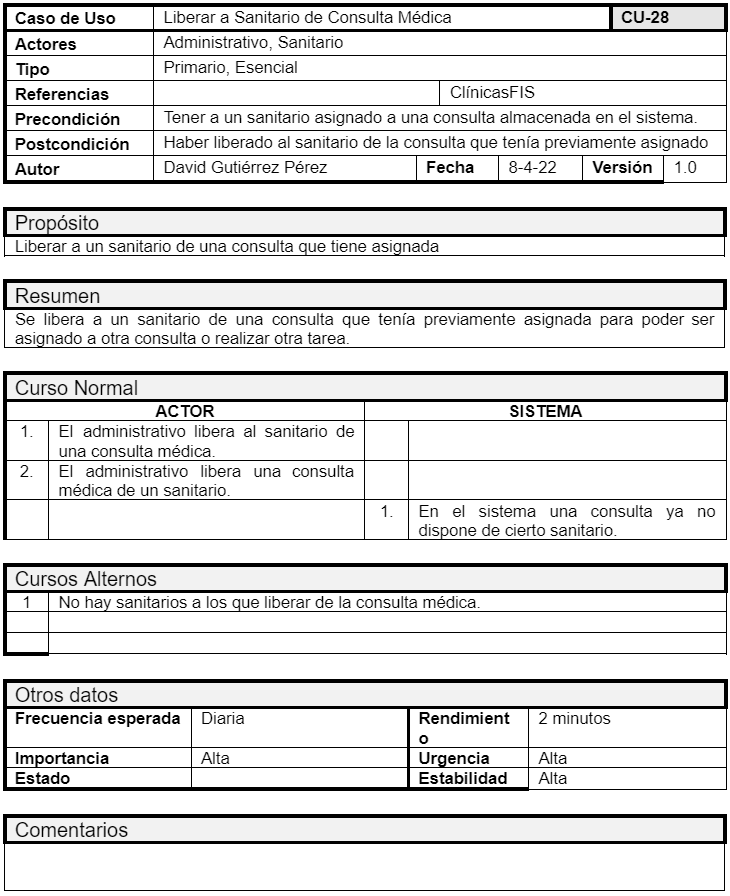 Caso de Uso Liberar a Sanitario de Consulta Médica CU-28
Actores Administrativo, Sanitario
Tipo Primario, Esencial
Referencias ClínicasFIS
Precondición Tener a un sanitario asignado a una consulta almacenada en el sistema.
Postcondición Haber liberado al sanitario de la consulta que tenía previamente asignado
Autor David Gutiérrez Pérez Fecha 8-4-22 Versión 1.0
Propósito
Liberar a un sanitario de una consulta que tiene asignada
Resumen
Se libera a un sanitario de una consulta que tenía previamente asignada para poder ser
asignado a otra consulta o realizar otra tarea.
Curso Normal
ACTOR SISTEMA
1. El administrativo libera al sanitario de
una consulta médica.
2. El administrativo libera una consulta
médica de un sanitario.
1. En el sistema una consulta ya no
dispone de cierto sanitario.
Cursos Alternos
1 No hay sanitarios a los que liberar de la consulta médica.
Otros datos
Frecuencia esperada Diaria Rendimient
o 2 minutos
Importancia Alta Urgencia Alta
Estado Estabilidad Alta
Comentarios